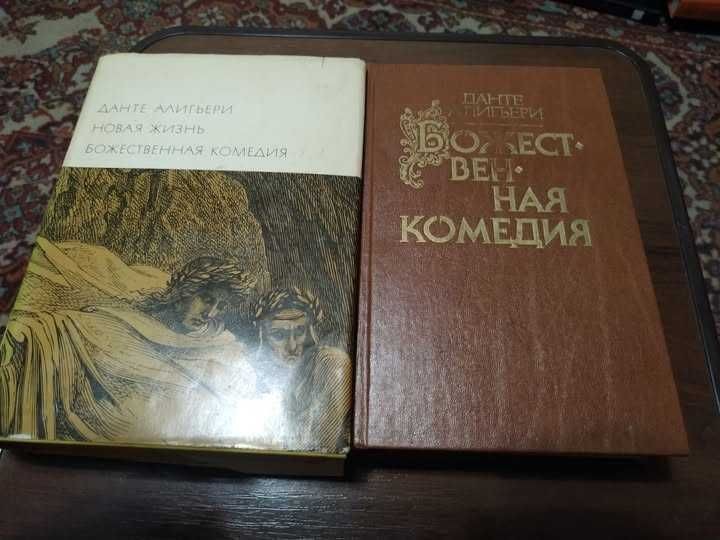 ДАНТЕ АЛИГЬЕРИ
НОВАЯ ЖИЗНЬ
БОЖЕСТВЕННАЯ КОМЕДИЯ
ДАНТЕ
АЛИГЬЕРИ
БОЖЕСТ·
ВЕН·
НАЯ
КОМЕДИЯ